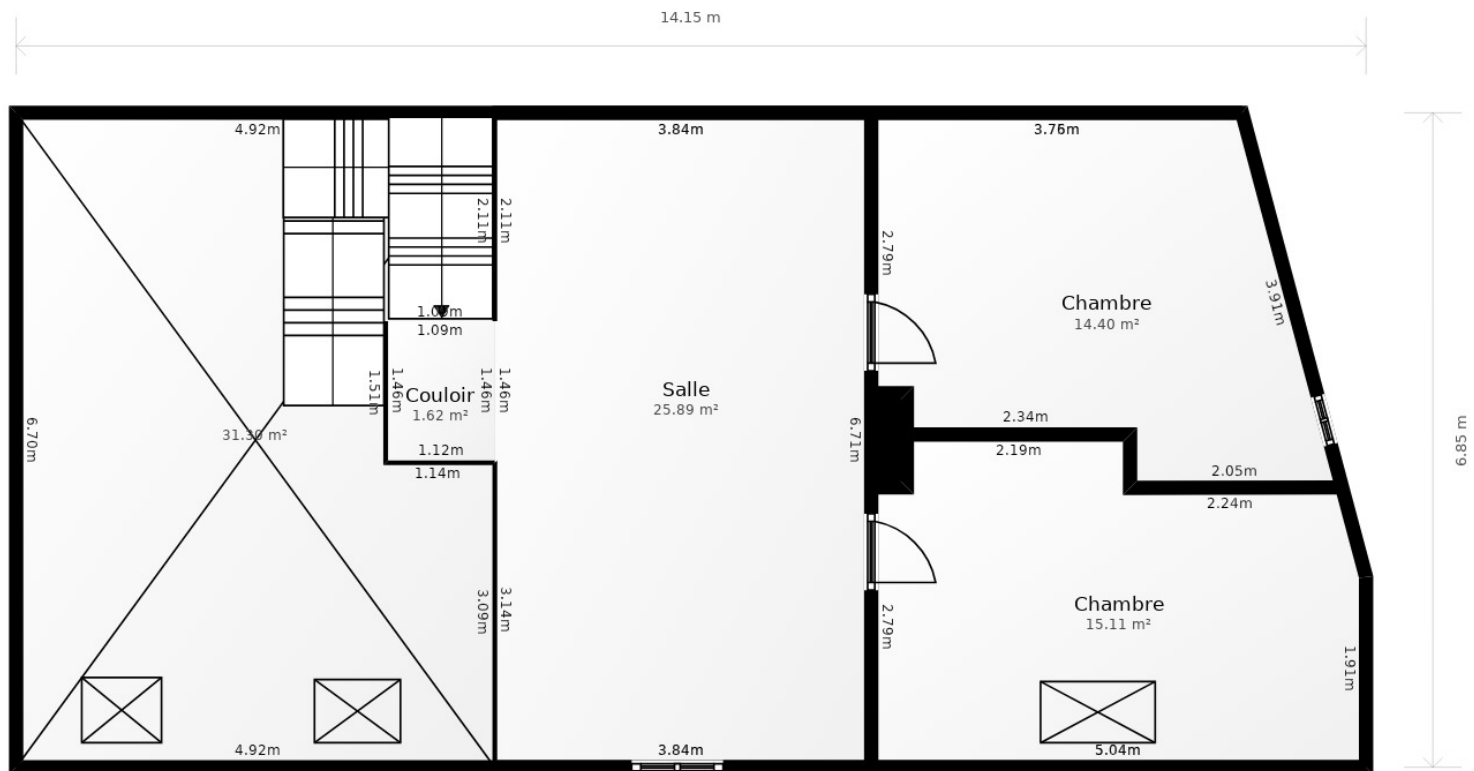 14.15 m
4.92m
3.84m
3.76m
2.11m
2.11m
2.79m
3.91m
Chambre
14.40 m²
1.09m
1.51m
1.46m
Couloir
1.62 m²
1.46m
1.46m
Salle
25.89 m²
6.70m
31.30 m²
1.12m
1.14m
6.71m
2.34m
2.19m
2.05m
2.24m
6.85 m
3.09m
3.14m
2.79m
Chambre
15.11 m²
1.91m
4.92m
3.84m
5.04m